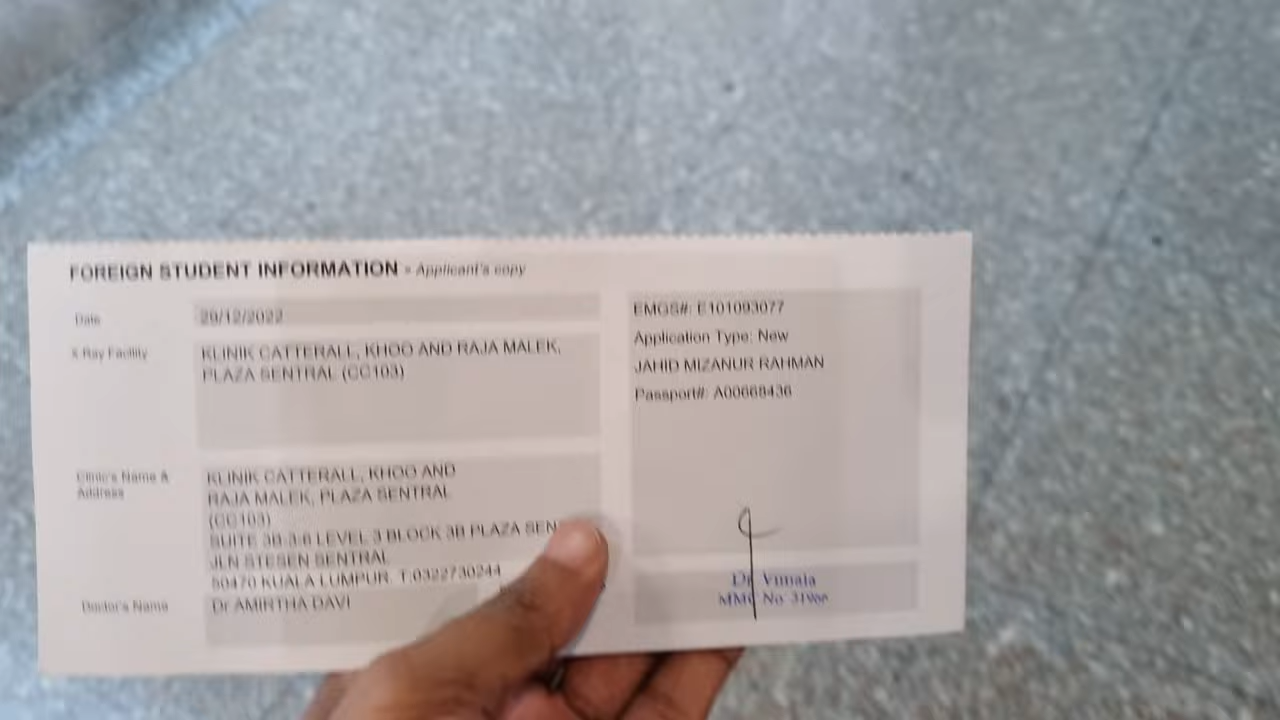 FOREIGN STUDENT INFORMATION - Applicant's copy
Date 29/12/2022
X-Ray Facility KLINIK CATTERALL, KHOO AND RAJA MALEK,
PLAZA SENTRAL (CC103)
Clinic's Name & Address
KLINIK CATTERALL, KHOO AND
RAJA MALEK, PLAZA SENTRAL
(CC103)
SUITE 3B-3-6 LEVEL 3 BLOCK 3B PLAZA
JLN STESEN SENTRAL
50470 KUALA LUMPUR. T:0322730244
Doctor's Name Dr AMIRTHA DAVI
EMGS#: E101093077
Application Type: New
JAHID MIZANUR RAHMAN
Passport#: A00668436
Dr
MMC No